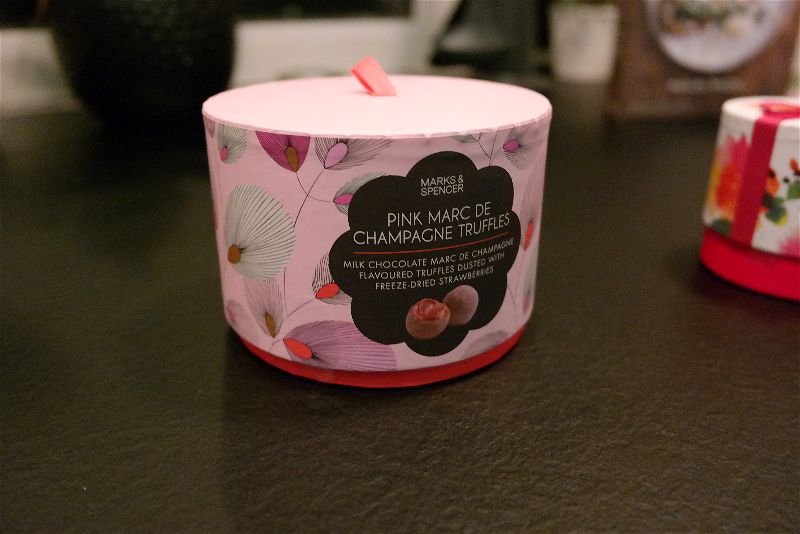 MARKS &
SPENCER
PINK MARC DE
CHAMPAGNE TRUFFLES
MILK CHOCOLATE MARC DE CHAMPAGNE
FLAVOURED TRUFFLES DUSTED WITH
FREEZE-DRIED STRAWBERRIES